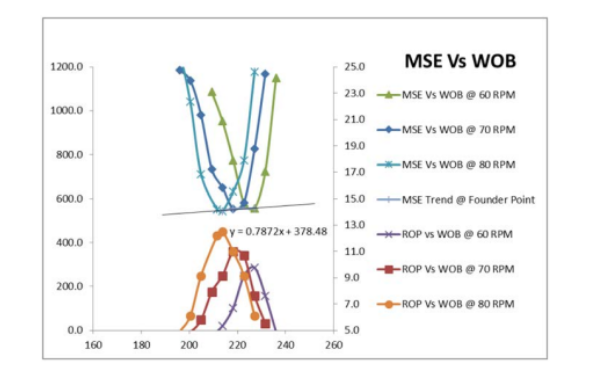 MSE Vs WOB
1200.0
1000.0
800.0
600.0
400.0
200.0
0.0
25.0
23.0
21.0
19.0
17.0
15.0
13.0
11.0
9.0
7.0
5.0
160
180
200
220
240
260
y = 0.7872x + 378.48
MSE Vs WOB @ 60 RPM
MSE Vs WOB @ 70 RPM
MSE Vs WOB @ 80 RPM
MSE Trend @ Founder Point
ROP vs WOB @ 60 RPM
ROP Vs WOB @ 70 RPM
ROP Vs WOB @ 80 RPM